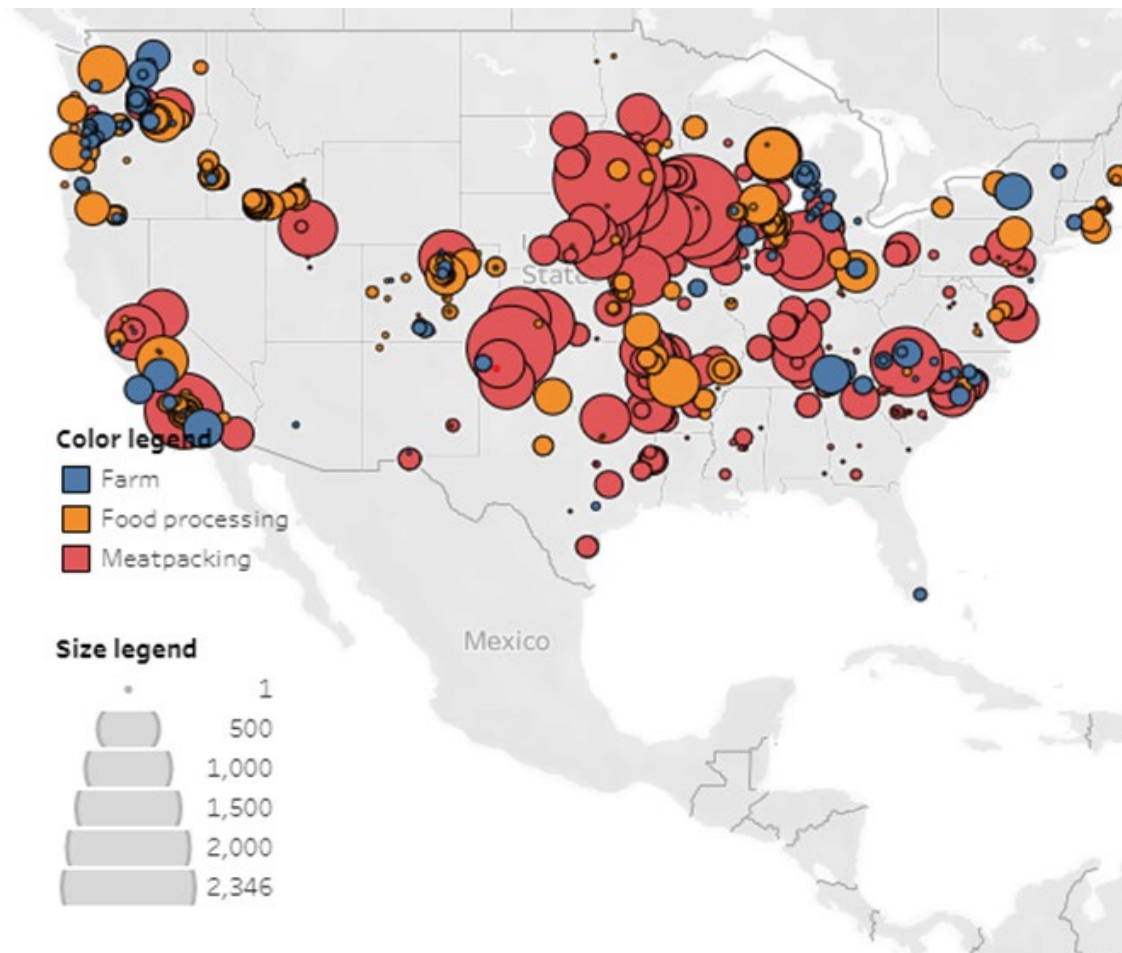 State
Color legend
Farm
Food processing
Meatpacking
Mexico
Size legend
1
500
1,000
1,500
2,000
2,346